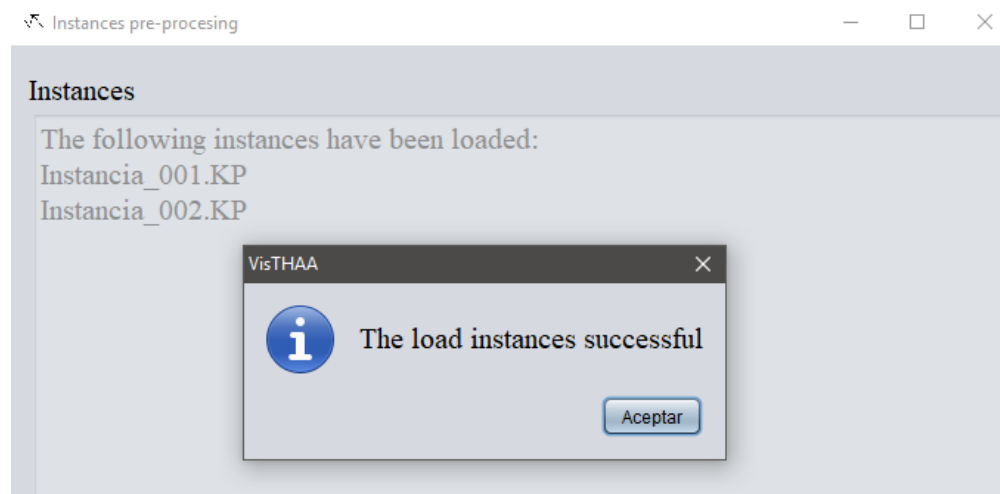 Instances pre-procesing
Instances
The following instances have been loaded:
Instancia_001.KP
Instancia_002.KP
VisTHAA
The load instances successful
Aceptar